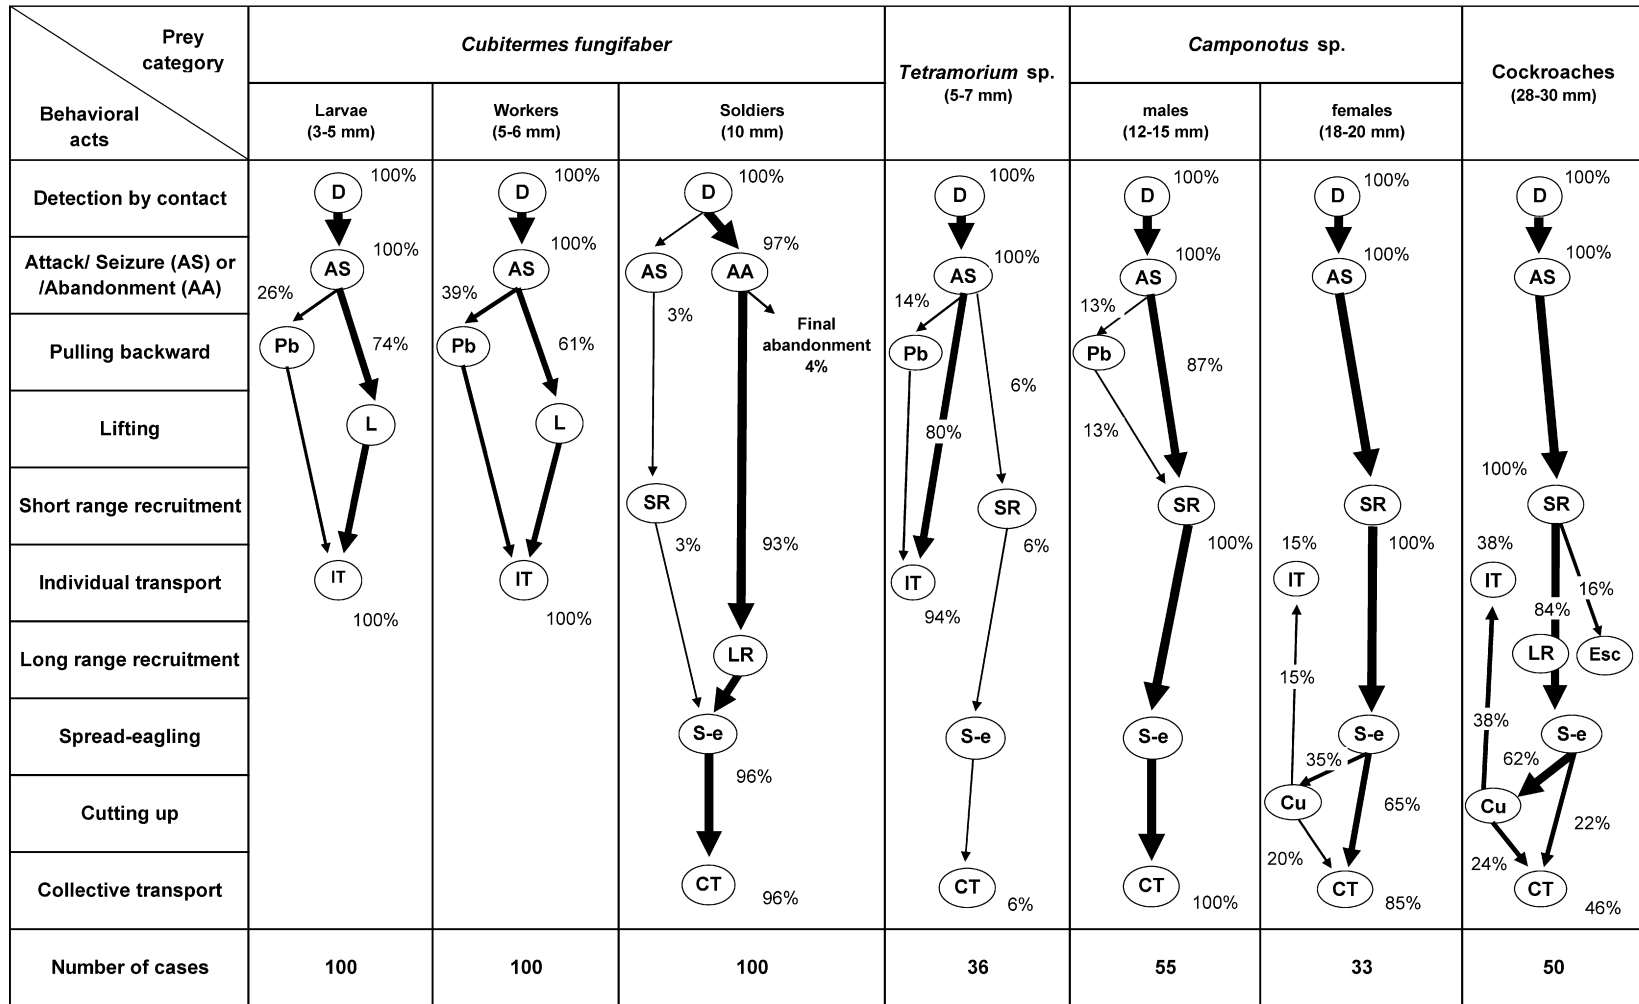 Prey
category
Behavioral
acts
Cubitermes fungifaber
Tetramorium sp.
(5-7 mm)
Camponotus sp.
Cockroaches
(28-30 mm)
Larvae
(3-5 mm)
Workers
(5-6 mm)
Soldiers
(10 mm)
males
(12-15 mm)
females
(18-20 mm)
Detection by contact
D 100%
D 100%
D 100%
D 100%
D 100%
D 100%
D 100%
Attack/ Seizure (AS) or
/Abandonment (AA)
AS 100%
26%
AS 100%
39%
AS
3%
AA 97%
AS 100%
14%
AS 100%
13%
AS 100%
AS 100%
Pulling backward
Pb
74%
Pb
61%
Final
abandonment
4%
Pb
6%
Pb
87%
Lifting
L
L
80%
13%
100%
Short range recruitment
SR
3%
93%
SR
6%
SR
100%
SR
100%
SR
Individual transport
IT
100%
IT
100%
IT
94%
15%
IT
38%
IT
84%
16%
Long range recruitment
LR
15%
LR
Esc
38%
Spread-eagling
S-e
96%
S-e
S-e
S-e
35%
S-e
62%
Cutting up
Cu
65%
20%
Cu
22%
24%
Collective transport
CT
96%
CT
6%
CT
100%
CT
85%
CT
46%
Number of cases
100
100
100
36
55
33
50